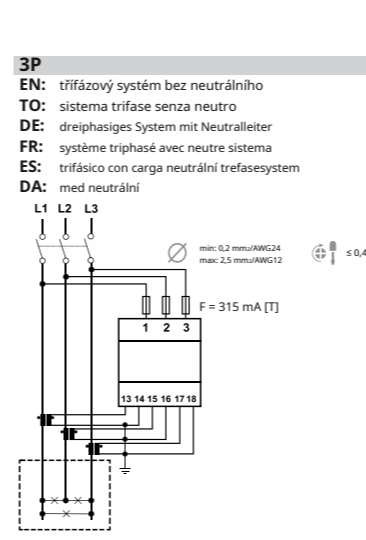 3P
EN: třífázový systém bez neutrálního
TO: sistema trifase senza neutro
DE: dreiphasiges System mit Neutralleiter
FR: système triphasé avec neutre sistema
ES: trifásico con carga neutrální trefasesystem
DA: med neutrální
L1 L2 L3
min: 0,2 mm2/AWG24
max: 2,5 mm2/AWG12
≤ 0,4
F = 315 mA [T]
1 2 3
13 14 15 16 17 18